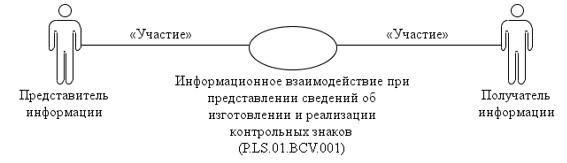 «Участие»
«Участие»
Представитель
информации
Информационное взаимодействие при
представлении сведений об
изготовлении и реализации
контрольных знаков
(P.LS.01.BCV.001)
Получатель
информации